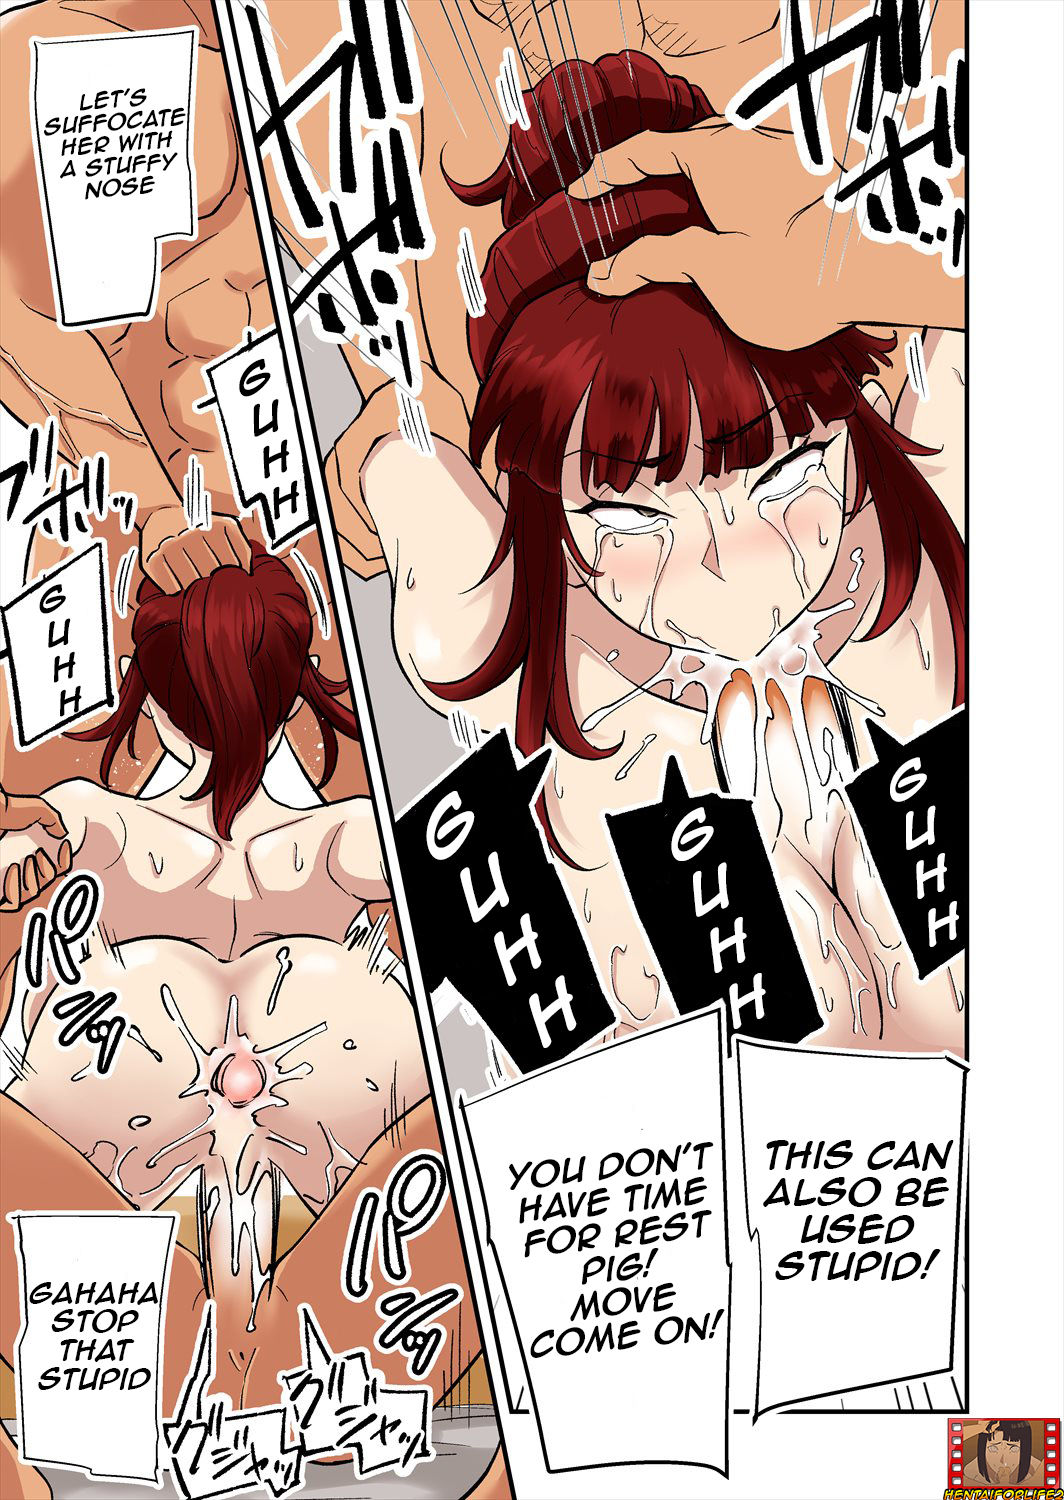 GUHH
GUHH
GUHH
THIS CAN
ALSO BE
USED
STUPID!
YOU DON'T
HAVE TIME
FOR REST
PIG!
MOVE
COME ON!
LET'S
SUFFOCATE
HER WITH
A STUFFY
NOSE
GUHH
GUHH
GAHAHA
STOP
THAT
STUPID
HENTAIFORLIFE2